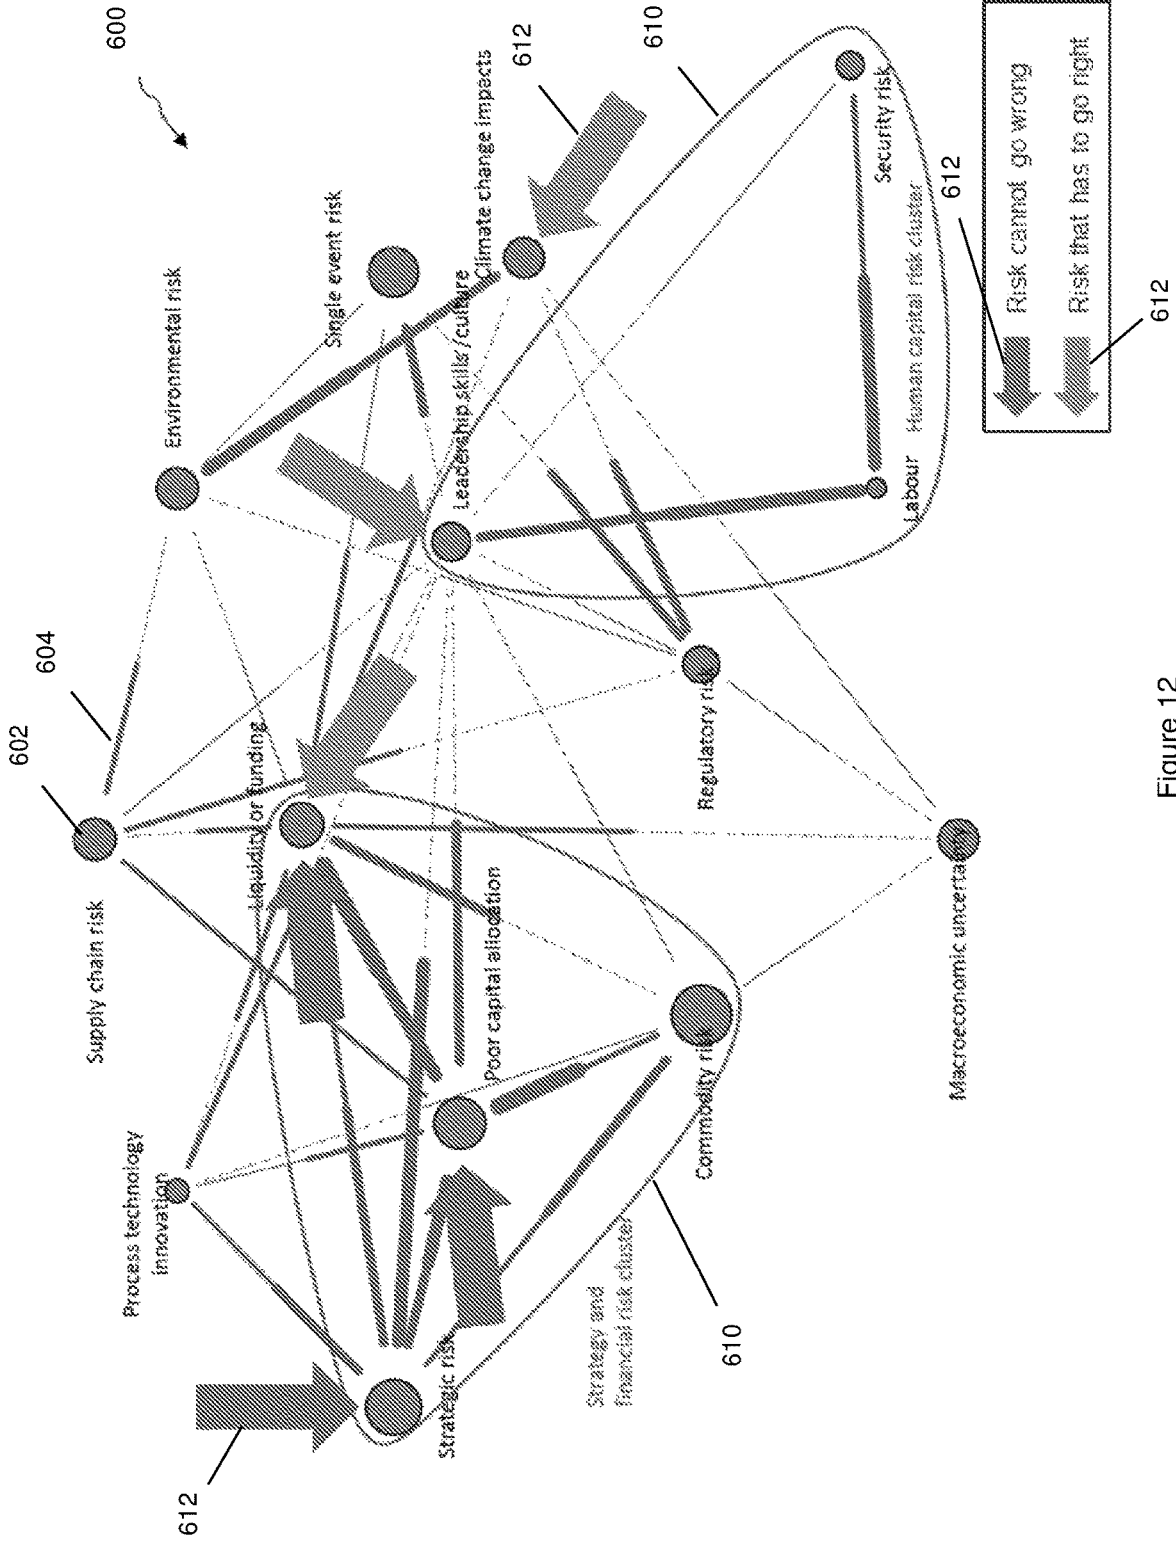 600
Environmental risk
Single event risk
Climate change impacts
612
610
Leadership skills / culture
Security risk
Human capital risk cluster
Labour
612
Risk cannot go wrong
Risk that has to go right
612
604
602
Supply chain risk
Liquidity or funding
Regulatory risk
Poor capital allocation
Macroeconomic uncertainty
Process technology
innovation
Commodity risk
Strategic risk
Strategy and
financial risk cluster
610
612
Figure 12